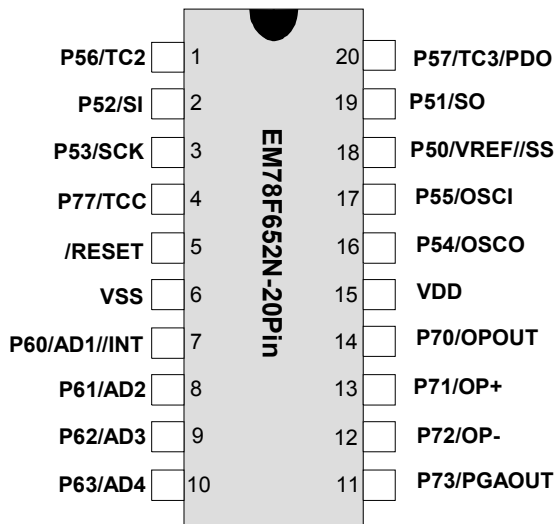 P56/TC2 1 20 P57/TC3/PDO
P52/SI 2 19 P51/SO
P53/SCK 3 18 P50/VREF//SS
P77/TCC 4 17 P55/OSCI
/RESET 5 16 P54/OSCO
VSS 6 15 VDD
P60/AD1//INT 7 14 P70/OPOUT
P61/AD2 8 13 P71/OP+
P62/AD3 9 12 P72/OP-
P63/AD4 10 11 P73/PGAOUT
EM78F652N-20Pin